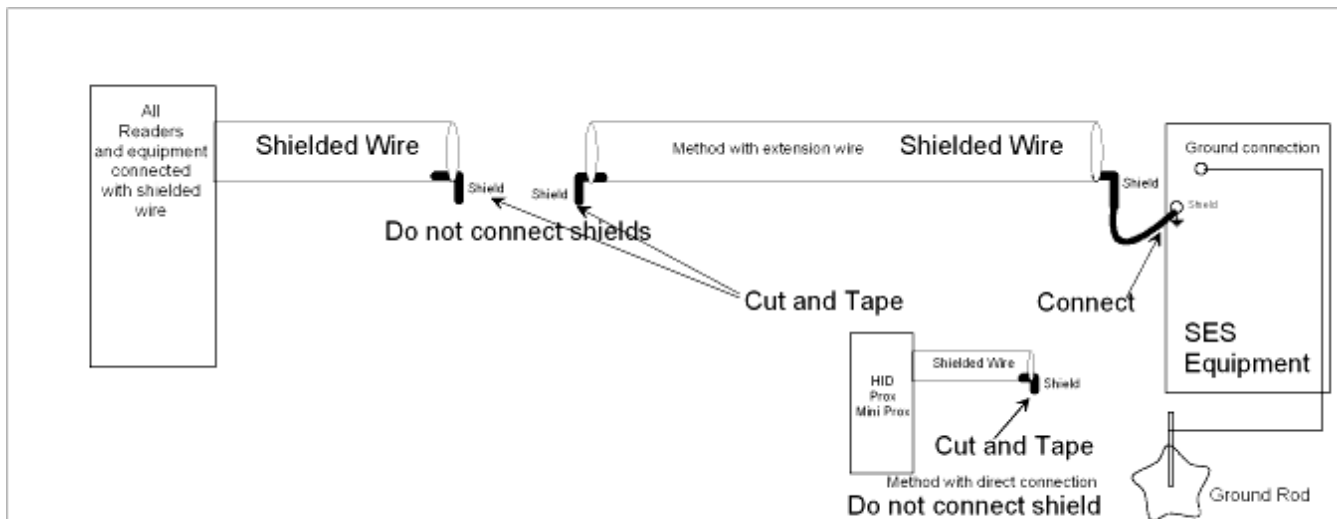 All
Readers
and equipment
connected
with shielded
wire
Shielded Wire
Shield
Shield
Do not connect shields
Cut and Tape
Method with extension wire
Shielded Wire
Shield
Connect
Ground connection
Shield
SES
Equipment
HID
Prox
Mini Prox
Shielded Wire
Shield
Cut and Tape
Method with direct connection
Do not connect shield
Ground Rod